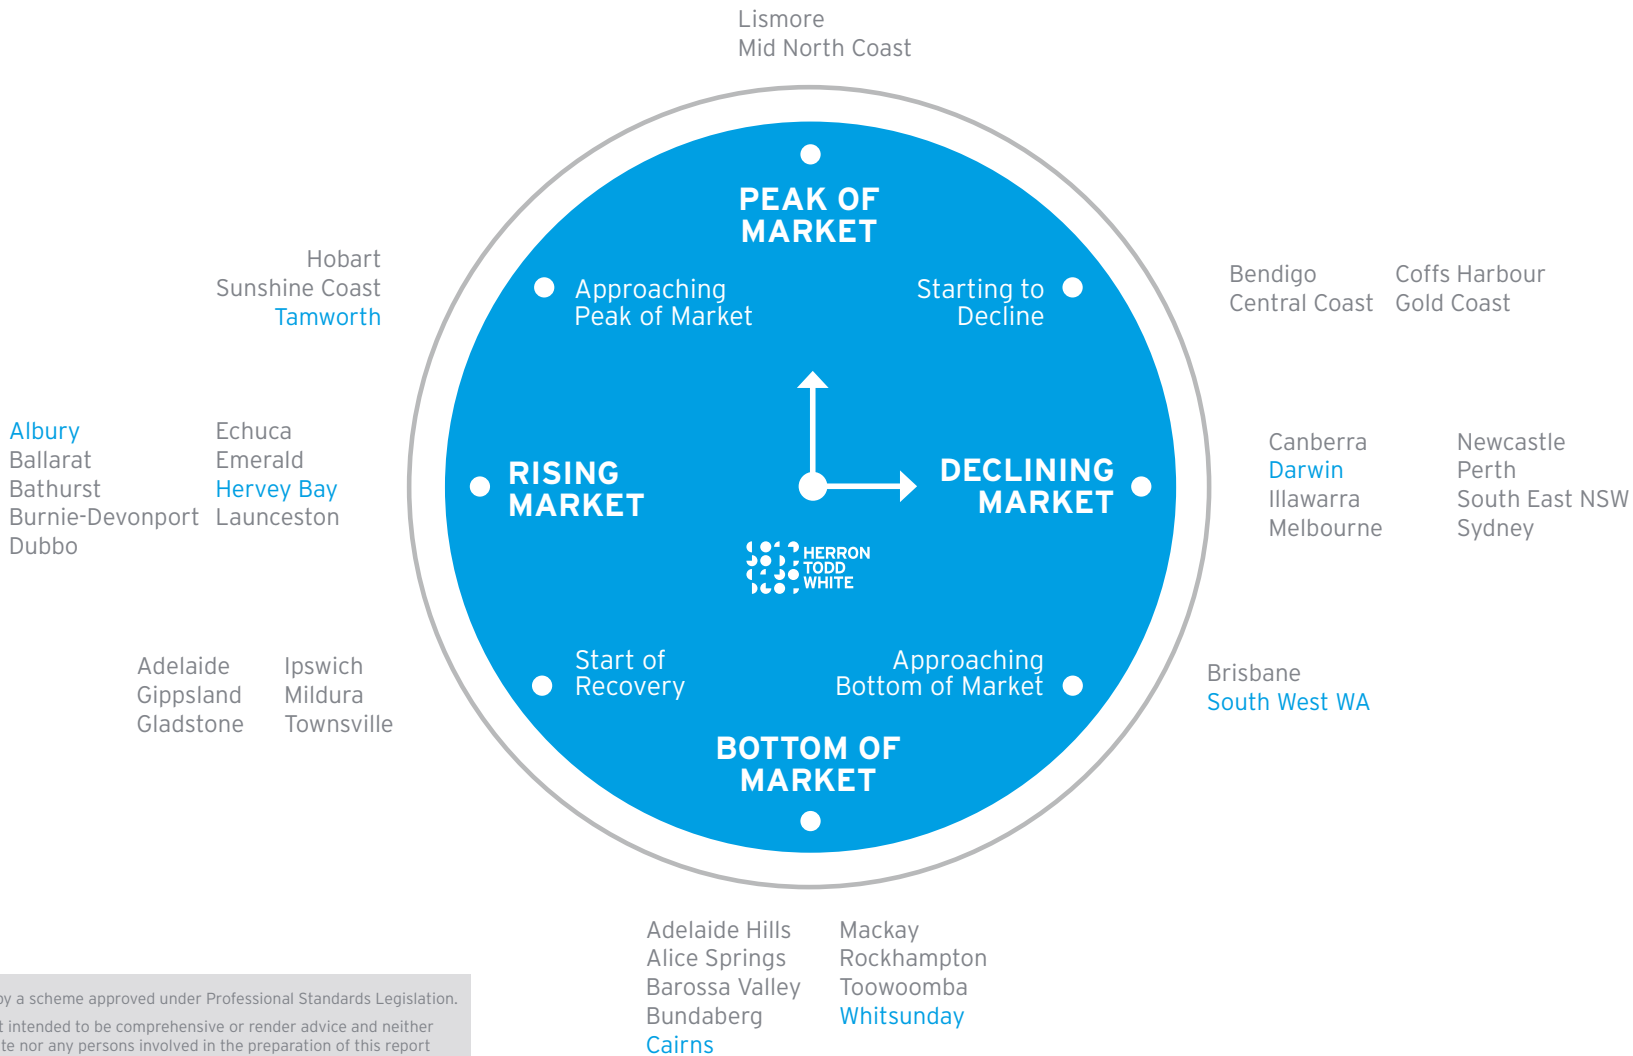 Lismore
Mid North Coast
PEAK OF
MARKET
Hobart
Sunshine Coast
Tamworth
Approaching
Peak of Market
Starting to
Decline
Bendigo
Central Coast
Coffs Harbour
Gold Coast
Albury
Ballarat
Bathurst
Burnie-Devonport
Dubbo
Echuca
Emerald
Hervey Bay
Launceston
RISING
MARKET
DECLINING
MARKET
Canberra
Darwin
Illawarra
Melbourne
Newcastle
Perth
South East NSW
Sydney
HERRON
TODD
WHITE
Adelaide
Gippsland
Gladstone
Ipswich
Mildura
Townsville
Start of
Recovery
Approaching
Bottom of Market
Brisbane
South West WA
BOTTOM OF
MARKET
Adelaide Hills
Alice Springs
Barossa Valley
Bundaberg
Cairns
Mackay
Rockhampton
Toowoomba
Whitsunday
by a scheme approved under Professional Standards Legislation.
t intended to be comprehensive or render advice and neither
te nor any persons involved in the preparation of this report